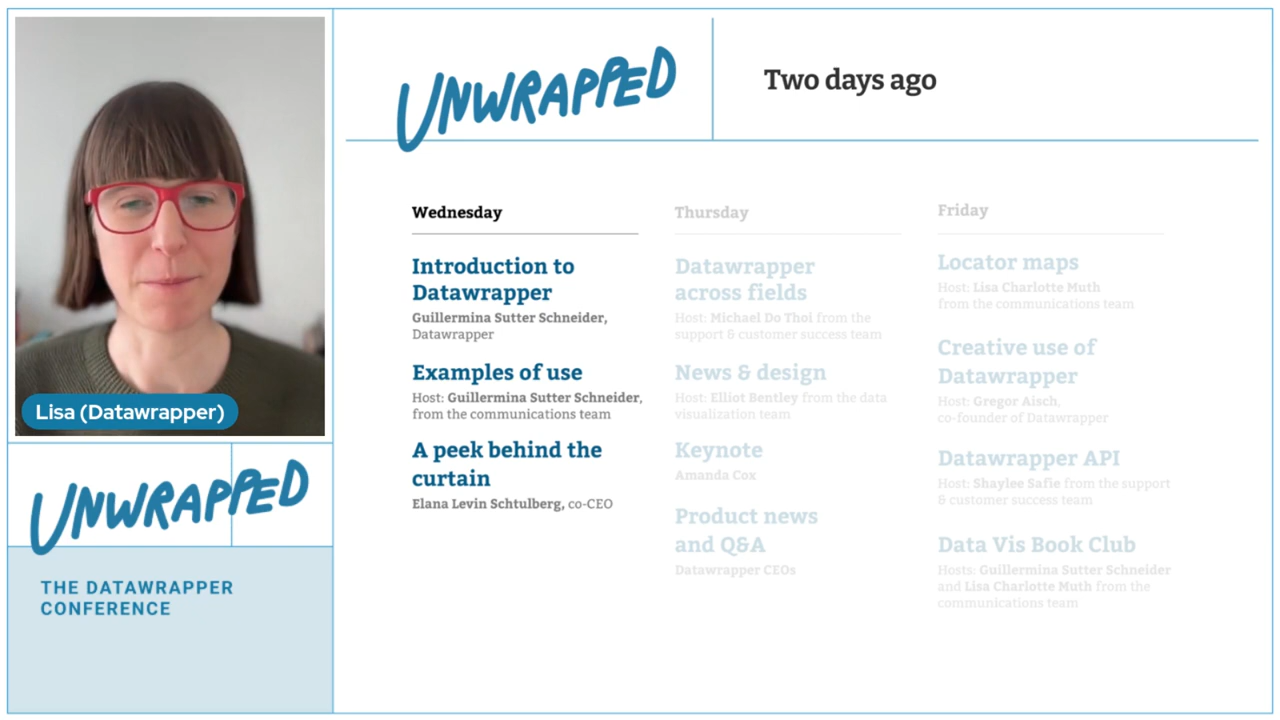 Lisa (Datawrapper)
UNWRAPPED
THE DATAWRAPPER
CONFERENCE
UNWRAPPED
Two days ago
Wednesday
Introduction to
Datawrapper
Guillermina Sutter Schneider,
Datawrapper
Examples of use
Host: Guillermina Sutter Schneider,
from the communications team
A peek behind the
curtain
Elana Levin Schtulberg, co-CEO
Thursday
Datawrapper
across fields
Host: Michael Do Thoi from the
support & customer success team
News & design
Host: Elliot Bentley from the data
visualization team
Keynote
Amanda Cox
Product news
and Q&A
Datawrapper CEOs
Friday
Locator maps
Host: Lisa Charlotte Muth
from the communications team
Creative use of
Datawrapper
Host: Gregor Aisch,
co-founder of Datawrapper
Datawrapper API
Host: Shaylee Safie from the support
& customer success team
Data Vis Book Club
Hosts: Guillermina Sutter Schneider
and Lisa Charlotte Muth from the
communications team